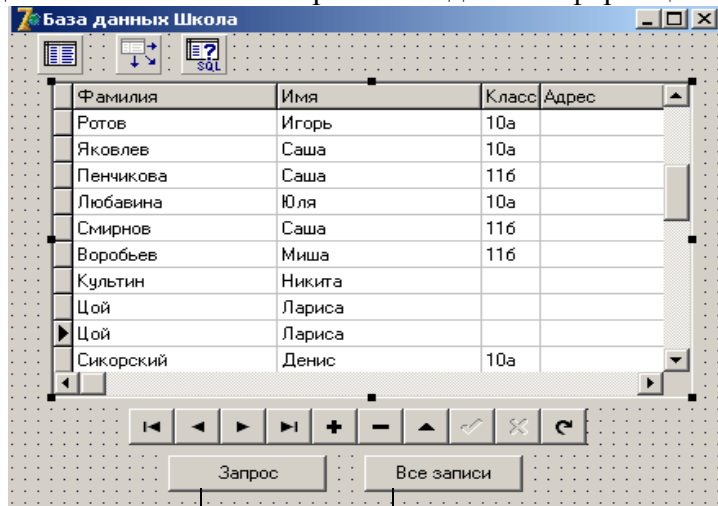 База данных Школа
SQL
Фамилия Имя Класс Адрес
Ротов Игорь 10а
Яковлев Саша 10а
Пенчикова Саша 11б
Любавина Юля 10а
Смирнов Саша 11б
Воробьев Миша 11б
Культин Никита
Цой Лариса
Цой Лариса
Сикорский Денис 10а
Запрос Все записи